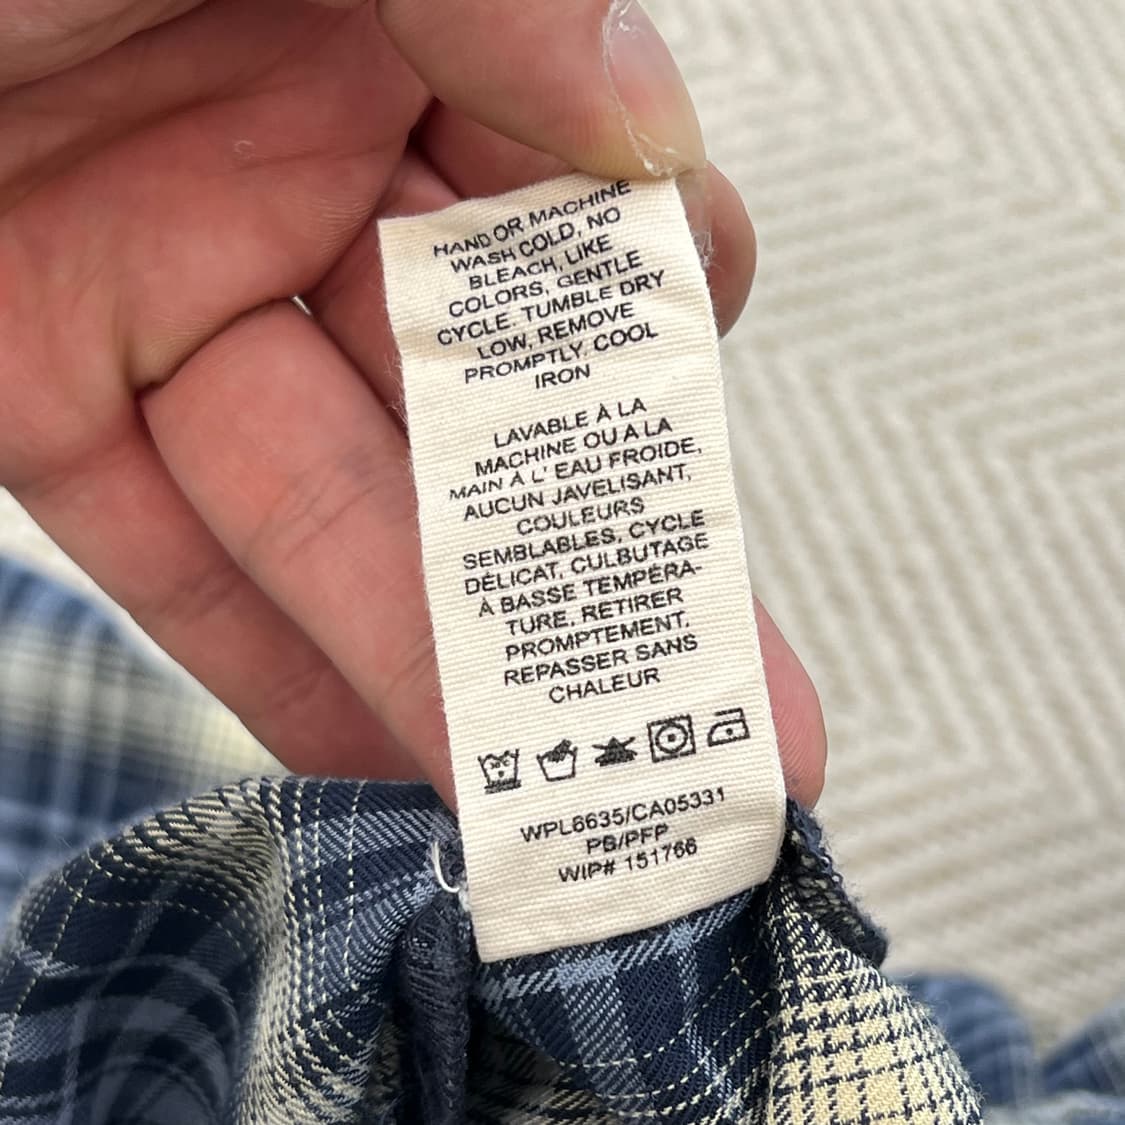 HAND OR MACHINE
WASH COLD, NO
BLEACH, LIKE
COLORS, GENTLE
CYCLE, TUMBLE DRY
LOW, REMOVE
PROMPTLY, COOL
IRON
LAVABLE À LA
MACHINE OU A LA
MAIN À L' EAU FROIDE,
AUCUN JAVELISANT,
COULEURS
SEMBLABLES, CYCLE
DÉLICAT, CULBUTAGE
À BASSE TEMPÉRA-
TURE, RETIRER
PROMPTEMENT,
REPASSER SANS
CHALEUR
WPL6635/CA05331
PB/PFP
WIP# 151766